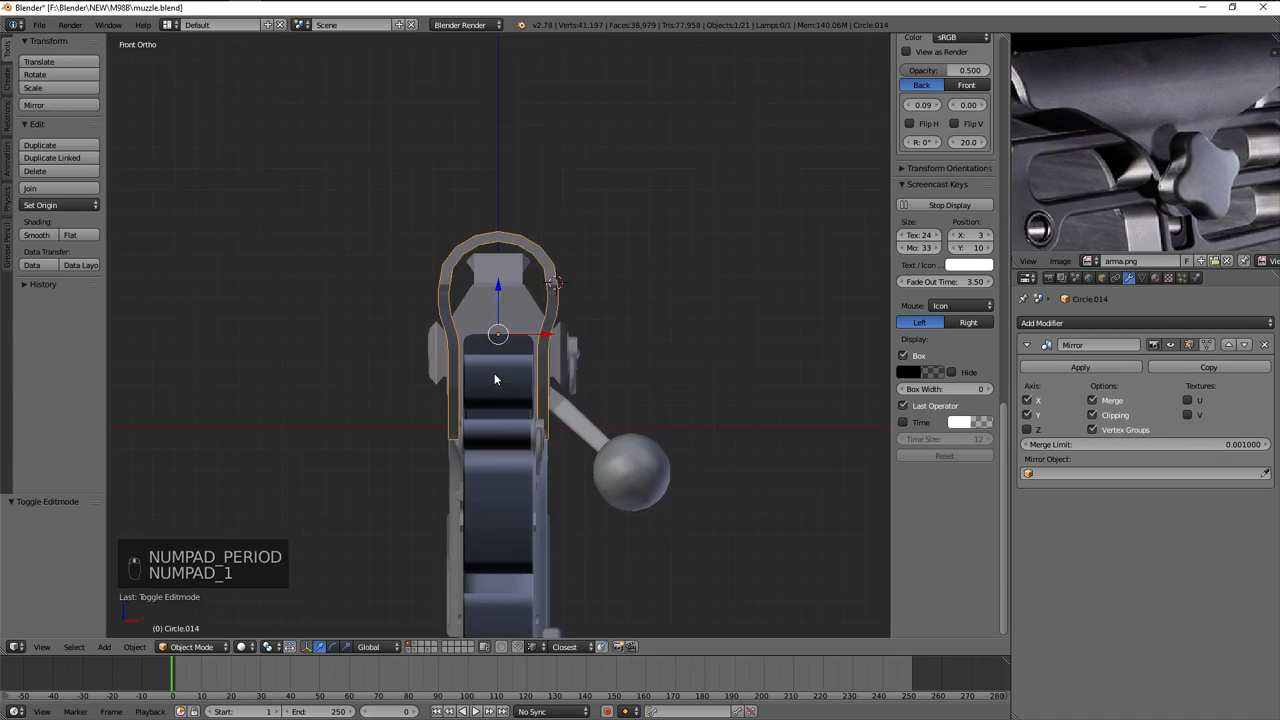 Blender* [F:\Blender\NEW\M98B\muzzle.blend]
File Render Window Help Default Scene Blender Render v2.78 | Verts:41,197 | Faces:38,979 | Tris:77,958 | Objects:1/21 | Lamps:0/1 | Mem:140.06M | Circle.014
Front Ortho
Tools
Create
Relations
Animation
Physics
Grease Pencil
Transform
Translate
Rotate
Scale
Mirror
Edit
Duplicate
Duplicate Linked
Delete
Join
Set Origin
Shading:
Smooth Flat
Data Transfer:
Data Data Layo
History
Toggle Editmode
NUMPAD_PERIOD
NUMPAD_1
Last: Toggle Editmode
(0) Circle.014
Color sRGB
View as Render
Opacity: 0.500
Back Front
0.09 0.00
Flip H Flip V
R: 0° 20.0
Transform Orientations
Screencast Keys
Stop Display
Size: Position:
Tex: 24 X: 3
Mo: 33 Y: 10
Text / Icon
Fade Out Time: 3.50
Mouse: Icon
Left Right
Display:
Box
Hide
Box Width: 0
Last Operator
Time
Time Size: 12
Reset
View Image arma.png F
Circle.014
Add Modifier
Mirror
Apply Copy
Axis: Options: Textures:
X Merge U
Y Clipping V
Z Vertex Groups
Merge Limit: 0.001000
Mirror Object:
View Select Add Object Object Mode Global Closest
-50 -40 -30 -20 -10 0 10 20 30 40 50 60 70 80 90 100 110 120 130 140 150 160 170 180 190 200 210 220 230 240 250 260 270 280
View Marker Frame Playback Start: 1 End: 250 0 No Sync